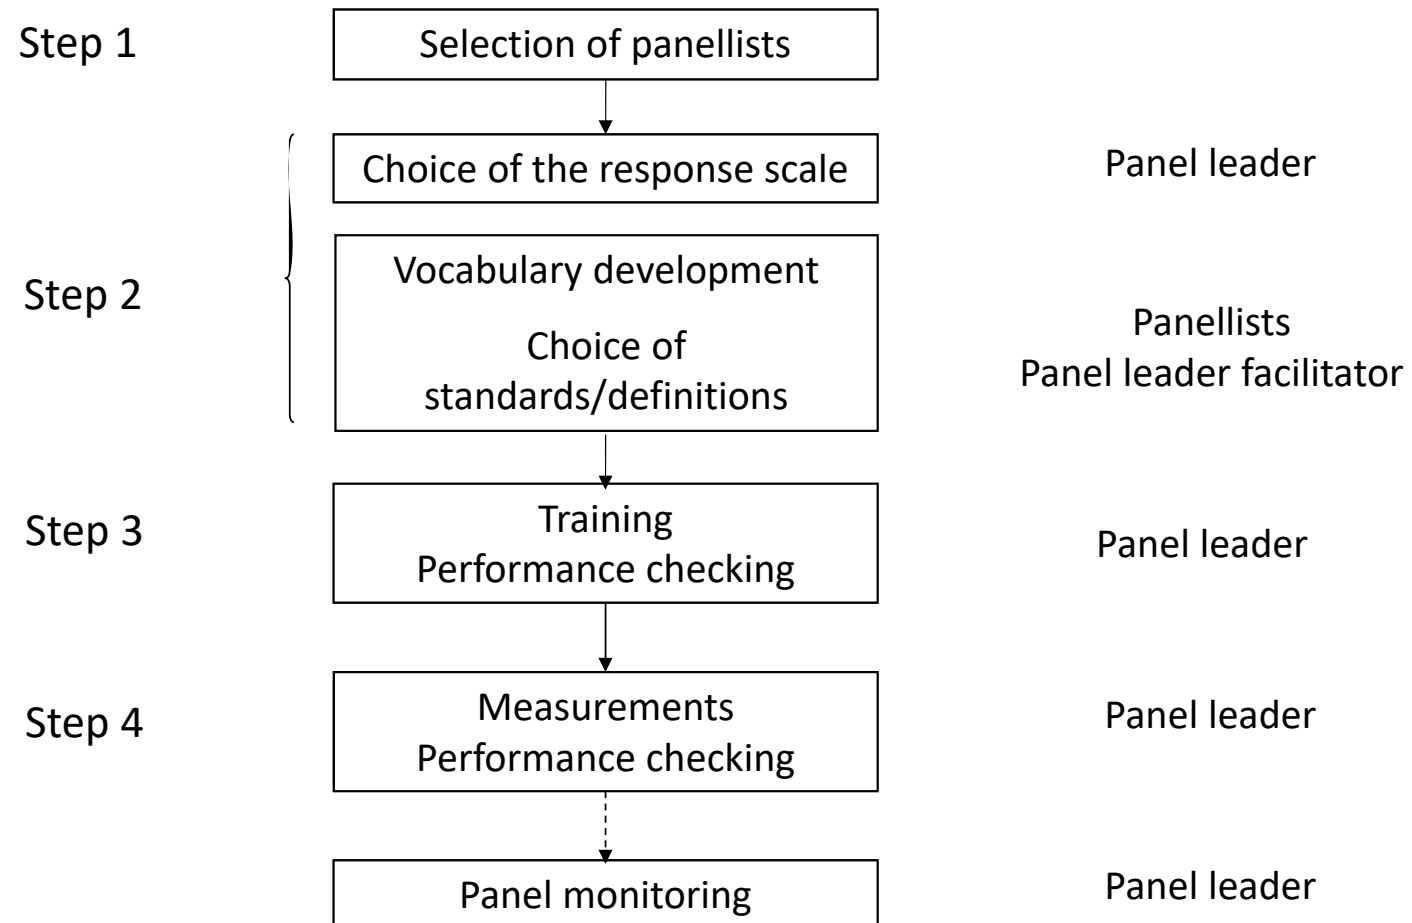 Step 1
Selection of panellists
Choice of the response scale
Panel leader
Step 2
Vocabulary development
Choice of
standards/definitions
Panellists
Panel leader facilitator
Step 3
Training
Performance checking
Panel leader
Step 4
Measurements
Performance checking
Panel leader
Panel monitoring
Panel leader